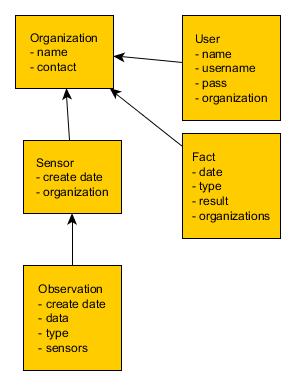 Organization
- name
- contact
User
- name
- username
- pass
- organization
Sensor
- create date
- organization
Fact
- date
- type
- result
- organizations
Observation
- create date
- data
- type
- sensors